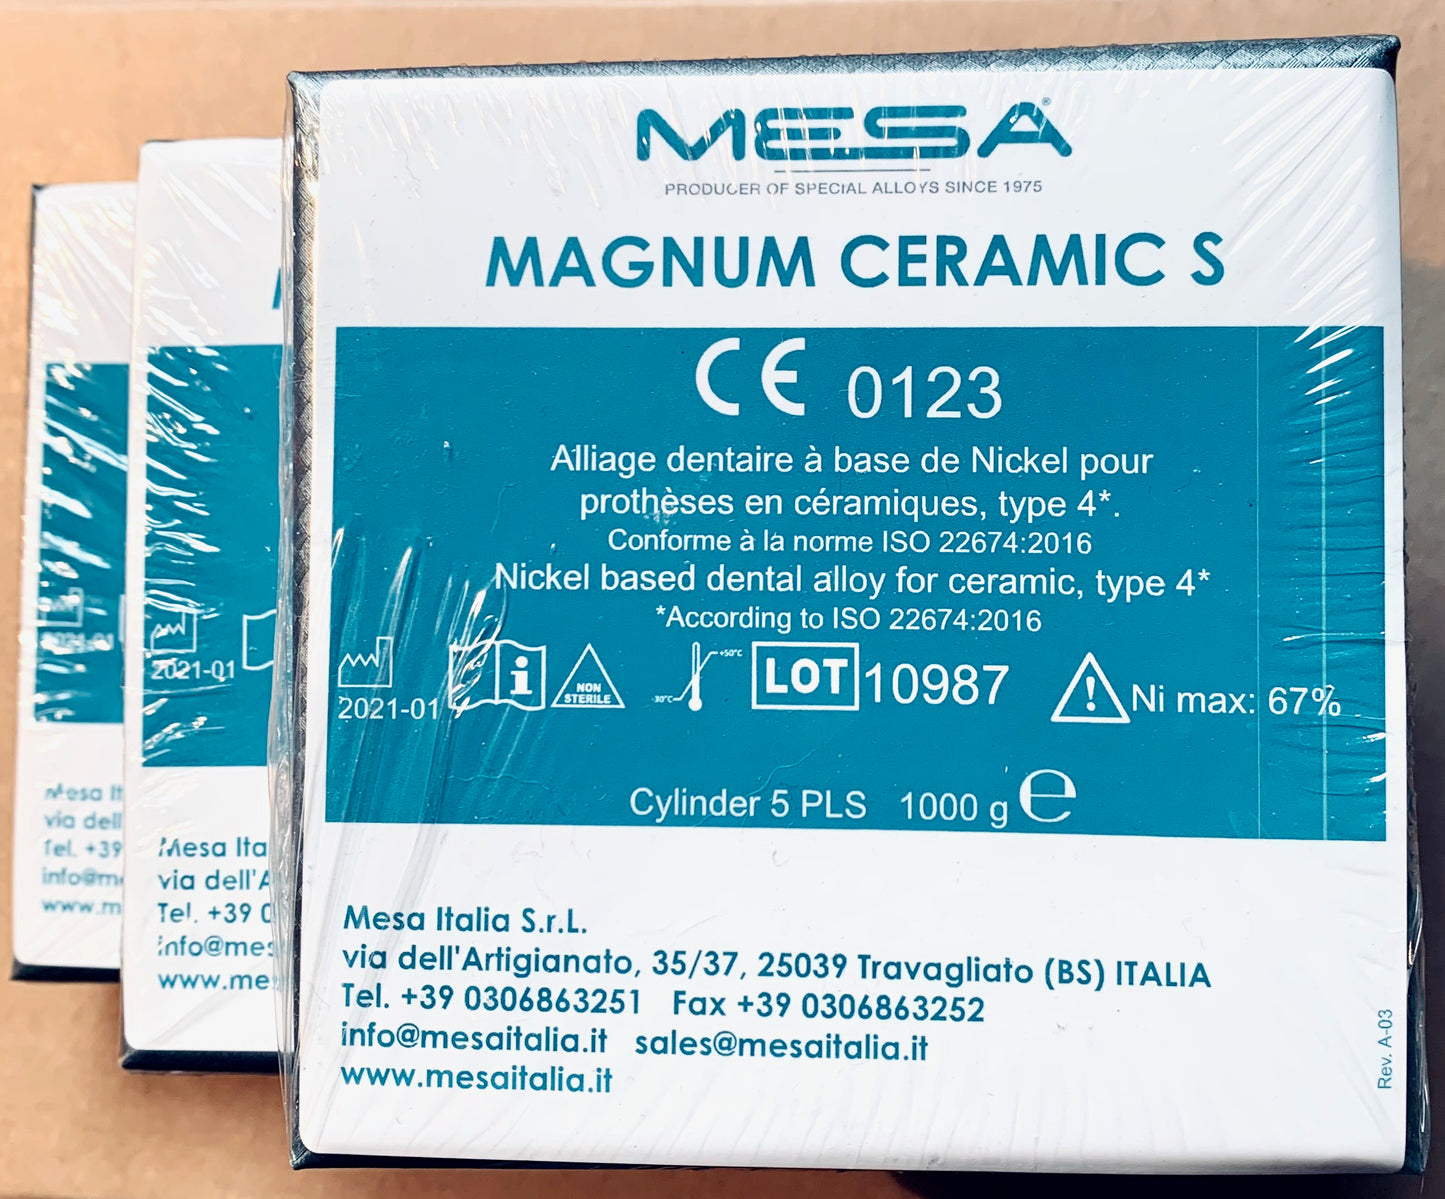 MESA®
PRODUCER OF SPECIAL ALLOYS SINCE 1975
MAGNUM CERAMIC S
CE 0123
Alliage dentaire à base de Nickel pour
prothèses en céramiques, type 4*.
Conforme à la norme ISO 22674:2016
Nickel based dental alloy for ceramic, type 4*
*According to ISO 22674:2016
2021-01 i NON STERILE -30°C +50°C LOT 10987 ! Ni max: 67%
Cylinder 5 PLS 1000 g ℮
Mesa Italia S.r.L.
via dell'Artigianato, 35/37, 25039 Travagliato (BS) ITALIA
Tel. +39 0306863251 Fax +39 0306863252
info@mesaitalia.it sales@mesaitalia.it
www.mesaitalia.it
Rev. A-03
2021-01
Mesa Ita
via dell'A
Tel. +39 0
info@mes
www.me
2021-01
Mesa It
via dell
Tel. +39
info@m
www.m